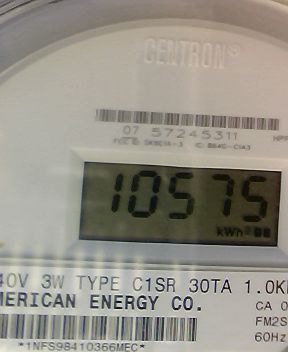 CENTRON®
07 57245311
HPP
10575
kWh
40V 3W TYPE C1SR 30TA 1.0K
MERICAN ENERGY CO.
CA 0
FM2S
60Hz
*1NFS98410366MEC*